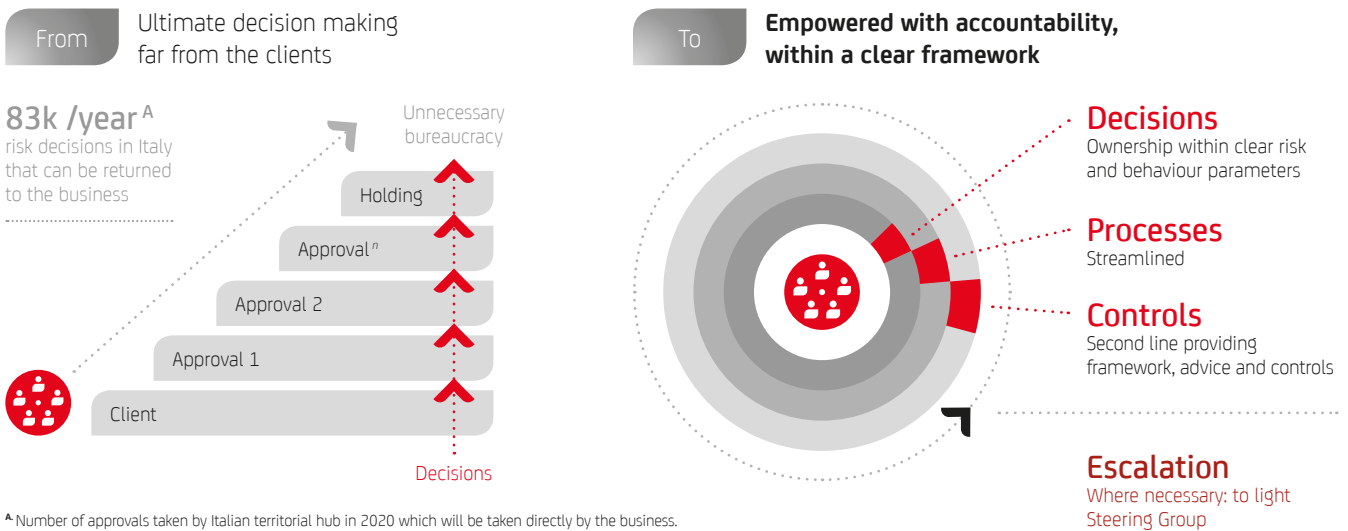 From
Ultimate decision making
far from the clients
83k /year A
risk decisions in Italy
that can be returned
to the business
Unnecessary
bureaucracy
Holding
Approval n
Approval 2
Approval 1
Client
Decisions
To
Empowered with accountability,
within a clear framework
Decisions
Ownership within clear risk
and behaviour parameters
Processes
Streamlined
Controls
Second line providing
framework, advice and controls
Escalation
Where necessary: to light
Steering Group
A. Number of approvals taken by Italian territorial hub in 2020 which will be taken directly by the business.